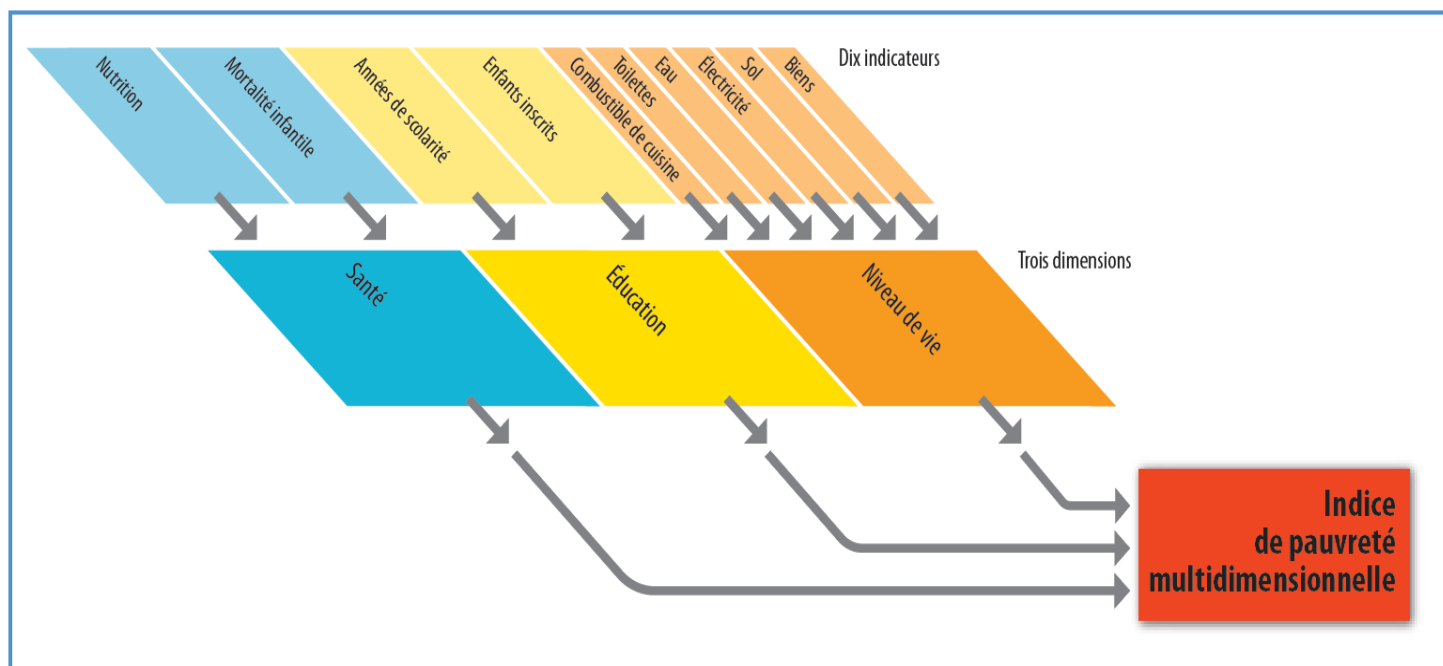 Nutrition
Mortalité infantile
Années de scolarité
Enfants inscrits
Combustible de cuisine
Toilettes
Eau
Électricité
Sol
Biens
Dix indicateurs
Santé
Éducation
Niveau de vie
Trois dimensions
Indice
de pauvreté
multidimensionnelle